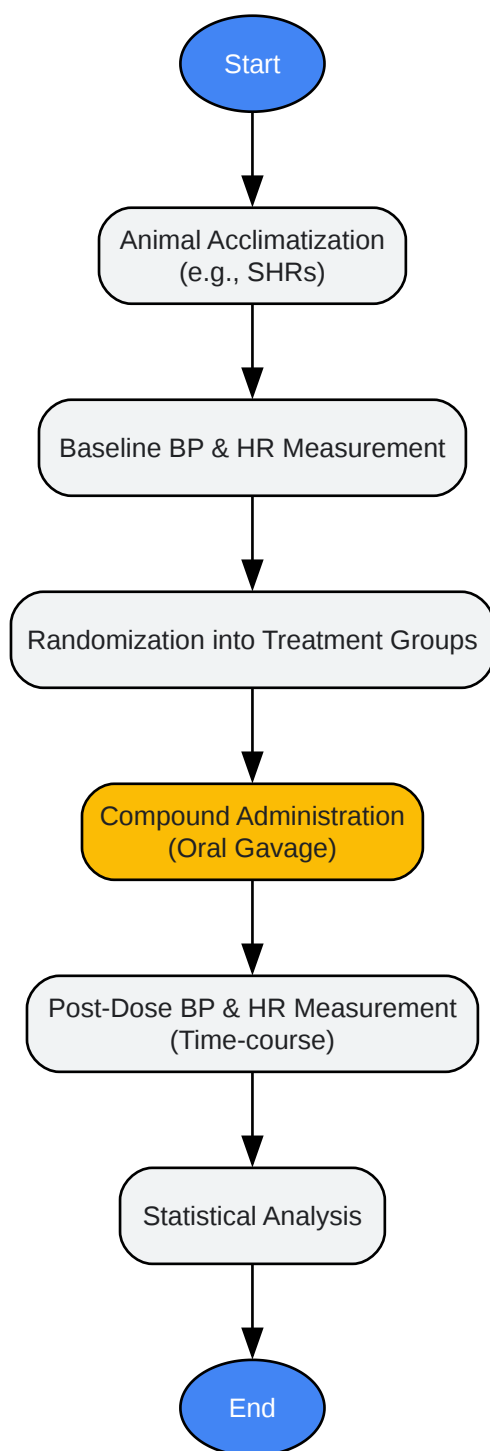 Start
Animal Acclimatization
(e.g., SHRs)
Baseline BP & HR Measurement
Randomization into Treatment Groups
Compound Administration
(Oral Gavage)
Post-Dose BP & HR Measurement
(Time-course)
Statistical Analysis
End